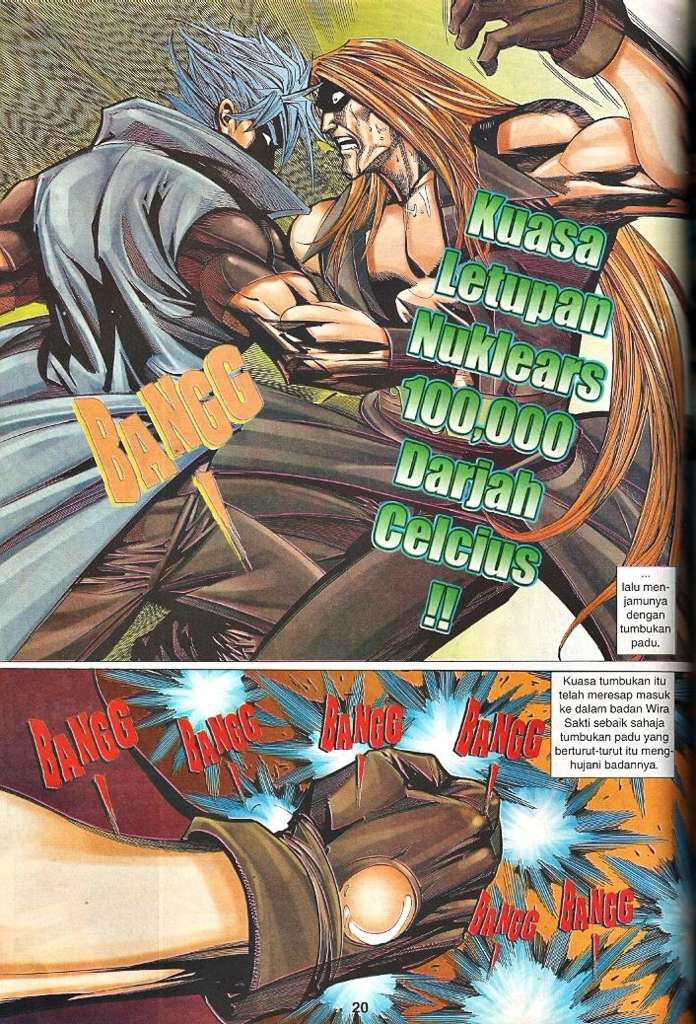 Kuasa
Letupan
Nuklears
100,000
Darjah
Celcius
!!
BANGG
!
...
lalu men-
jamunya
dengan
tumbukan
padu.
Kuasa tumbukan itu
telah meresap masuk
ke dalam badan Wira
Sakti sebaik sahaja
tumbukan padu yang
berturut-turut itu meng-
hujani badannya.
BANGG
!
BANGG
!
BANGG
!
BANGG
!
BANGG
!
BANGG
!
20